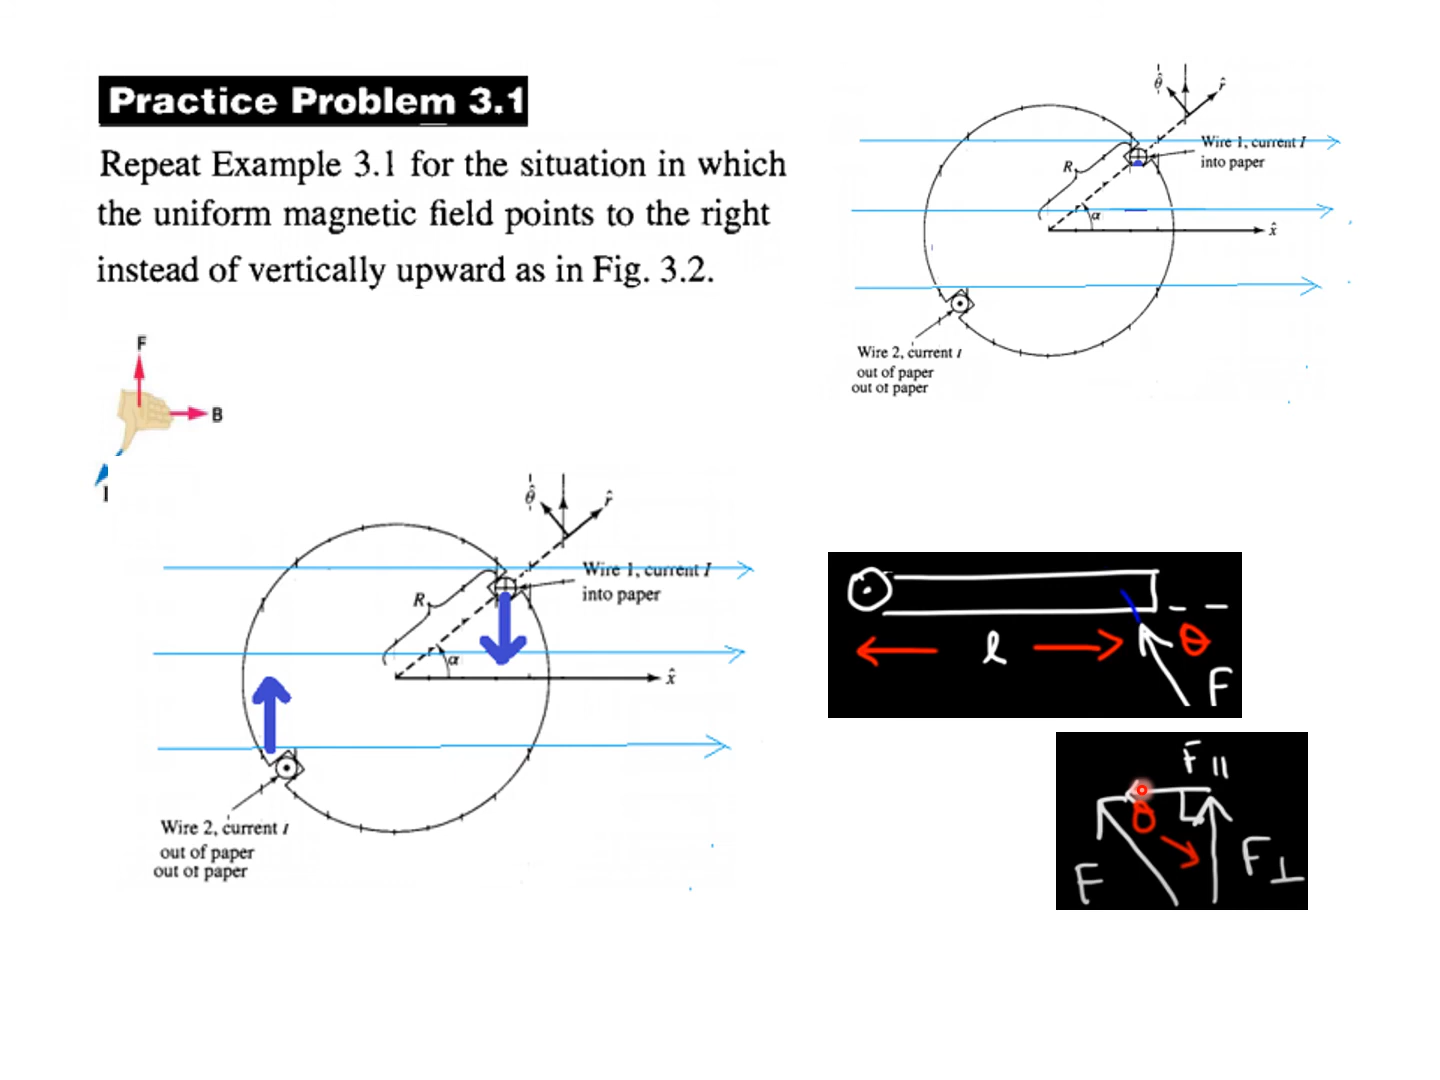 Practice Problem 3.1
Repeat Example 3.1 for the situation in which
the uniform magnetic field points to the right
instead of vertically upward as in Fig. 3.2.
θ̂
r̂
Wire 1, current I
into paper
R
α
x̂
Wire 2, current I
out of paper
out of paper
F
B
I
θ̂
r̂
Wire 1, current I
into paper
R
α
x̂
Wire 2, current I
out of paper
out of paper
l
θ
F
F||
θ
F
F⊥